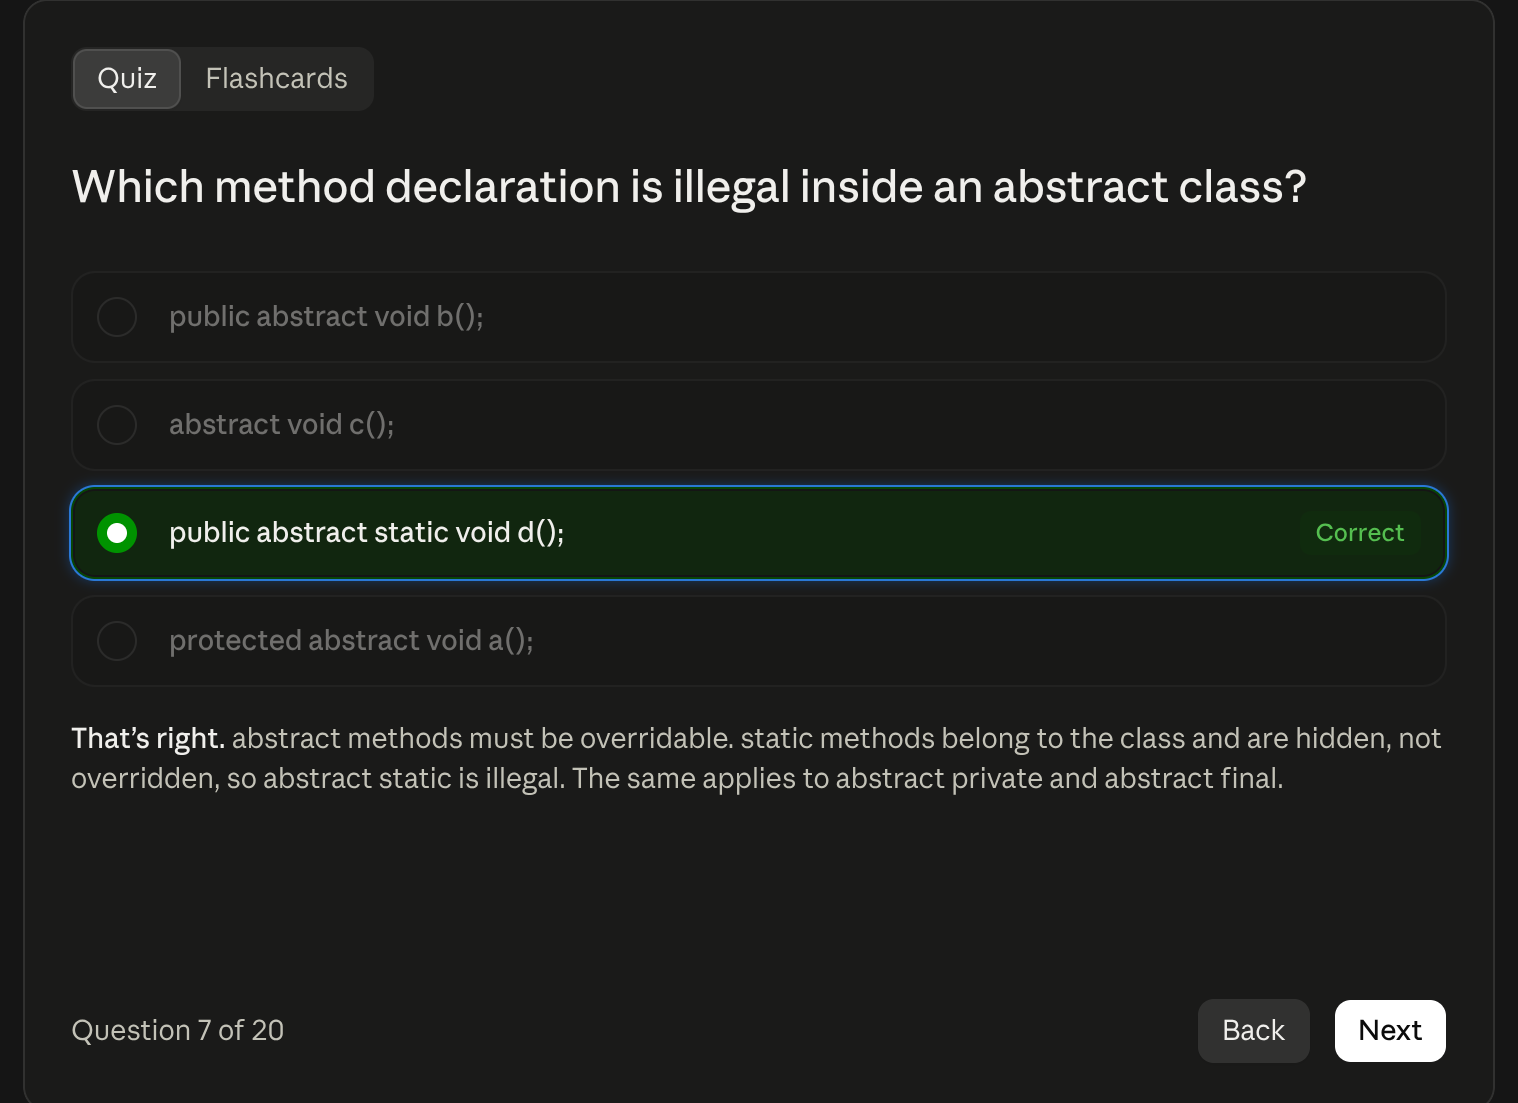 Quiz
Flashcards
Which method declaration is illegal inside an abstract class?
public abstract void b();
abstract void c();
public abstract static void d();
Correct
protected abstract void a();
That’s right. abstract methods must be overridable. static methods belong to the class and are hidden, not
overridden, so abstract static is illegal. The same applies to abstract private and abstract final.
Question 7 of 20
Back
Next